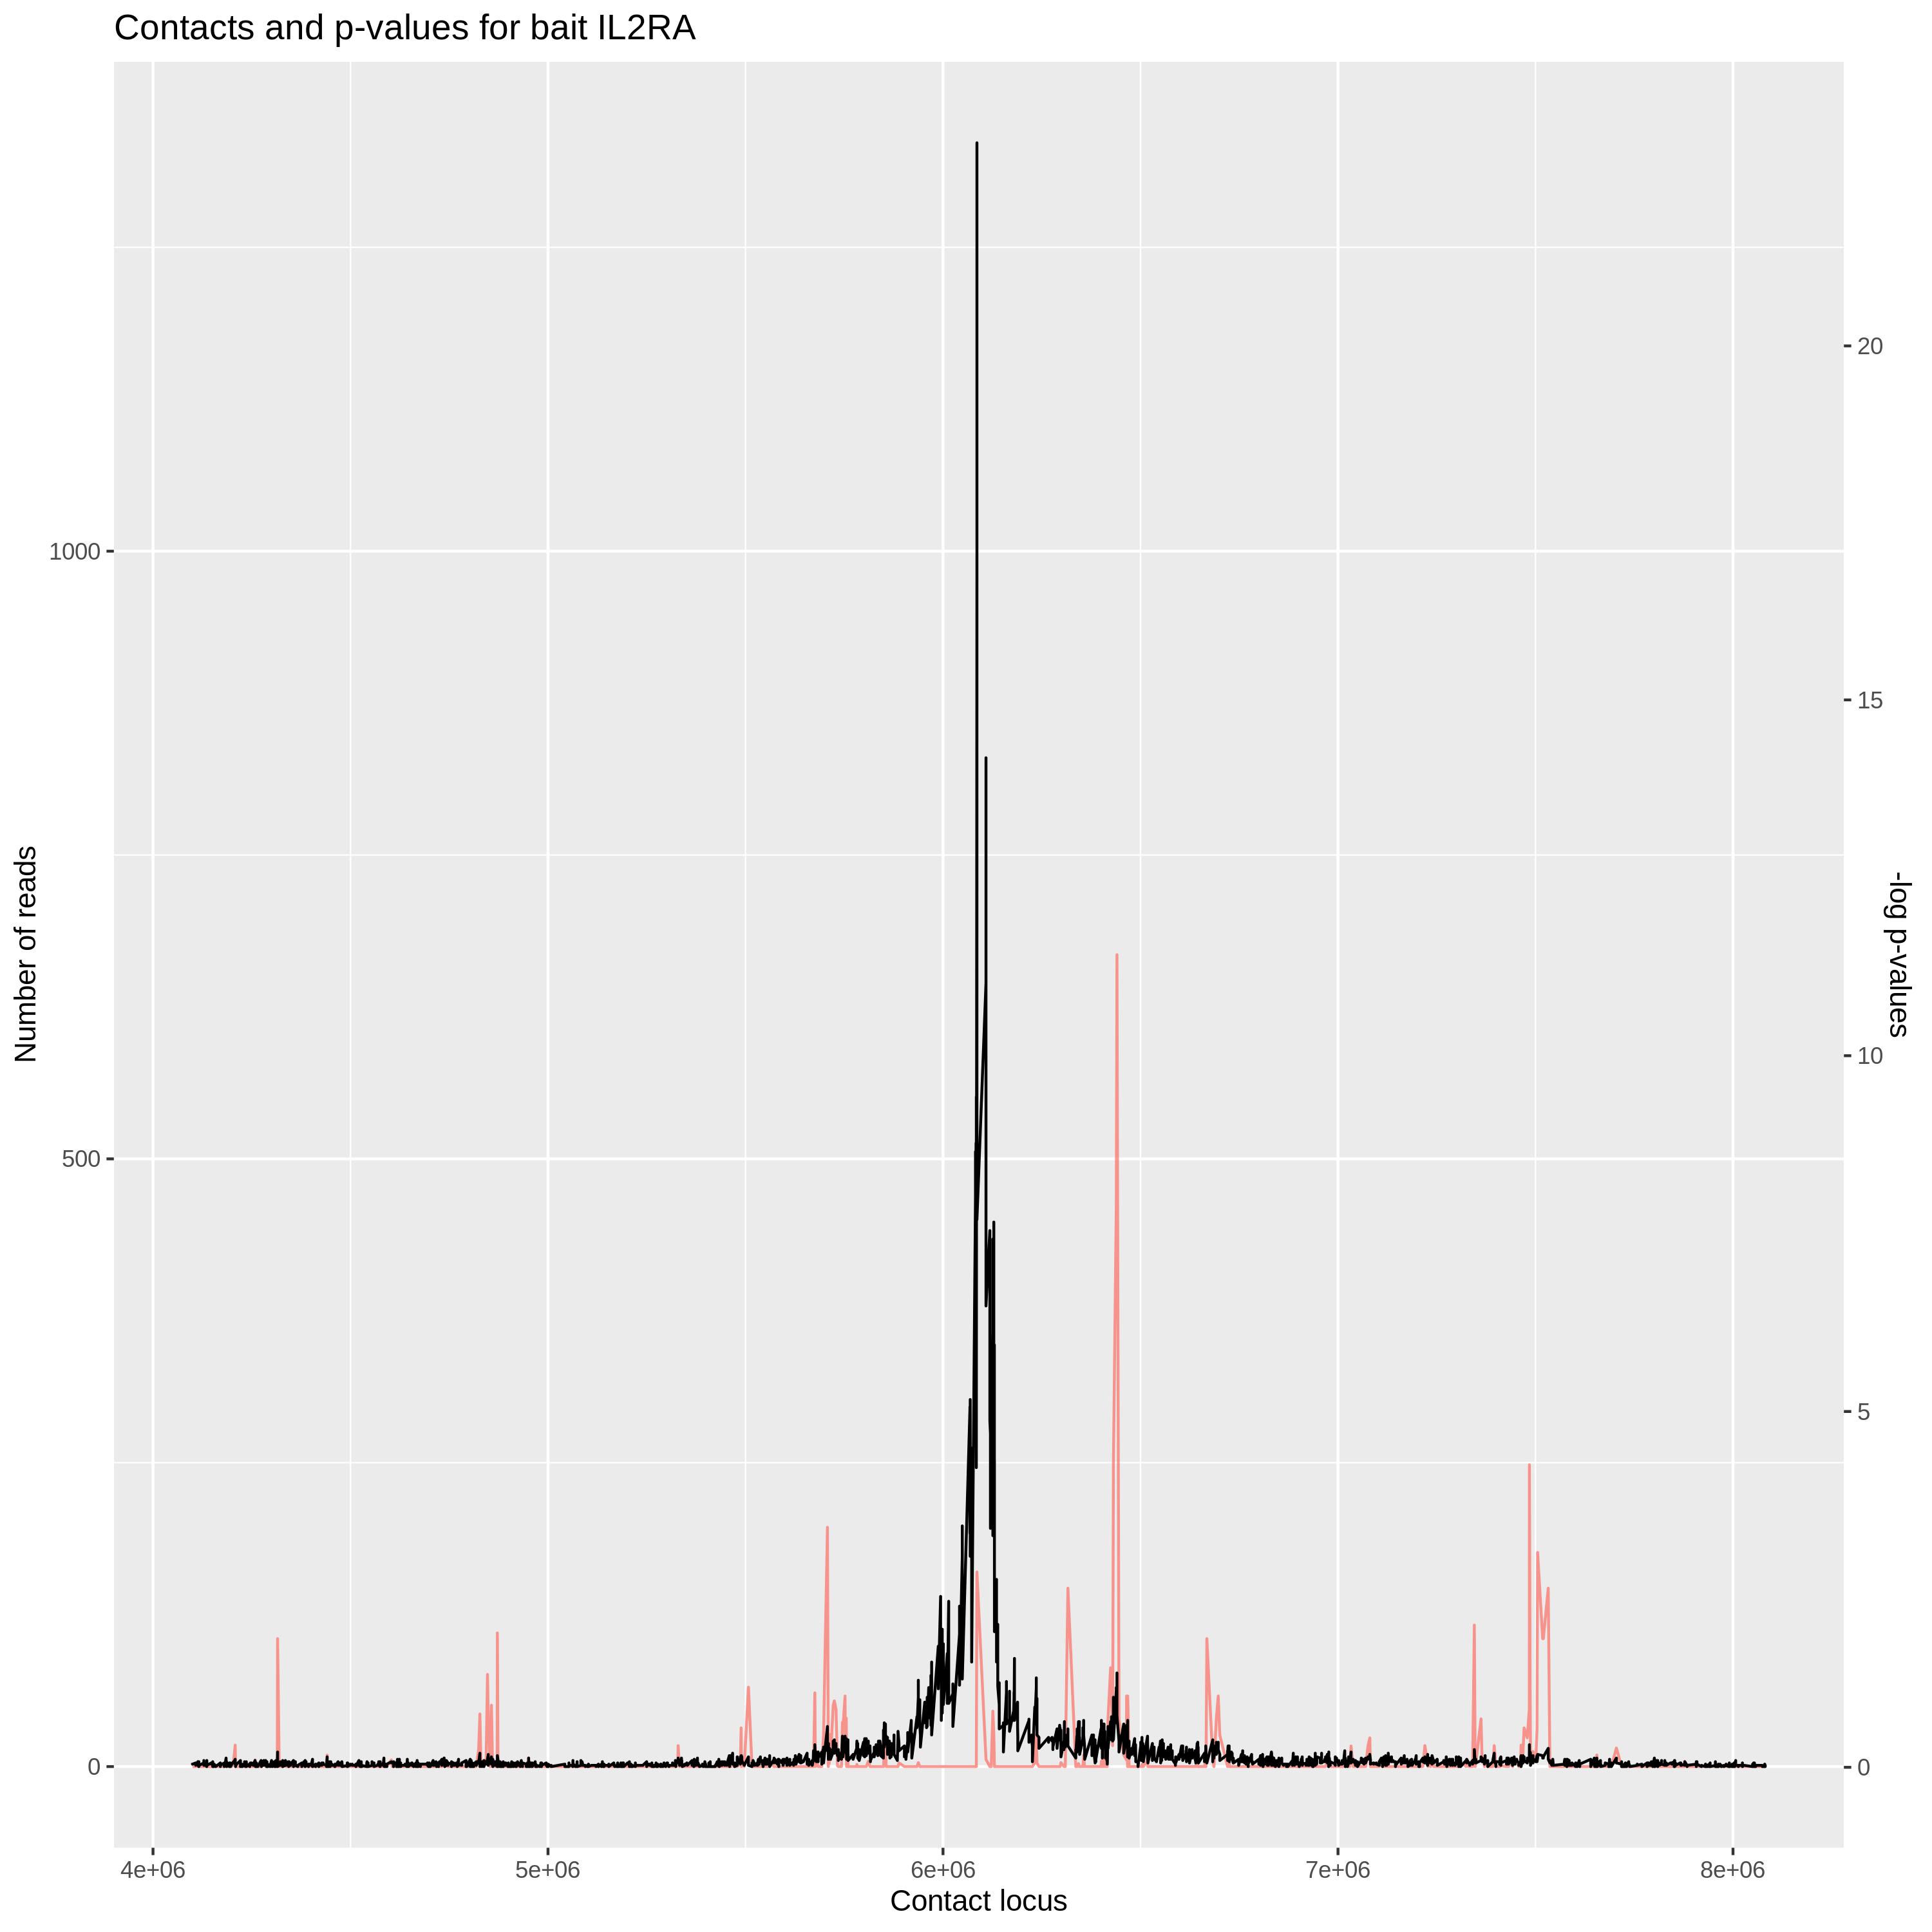 Contacts and p-values for bait IL2RA
Number of reads
1000
500
0
20
15
10
5
0
-log p-values
4e+06 5e+06 6e+06 7e+06 8e+06
Contact locus